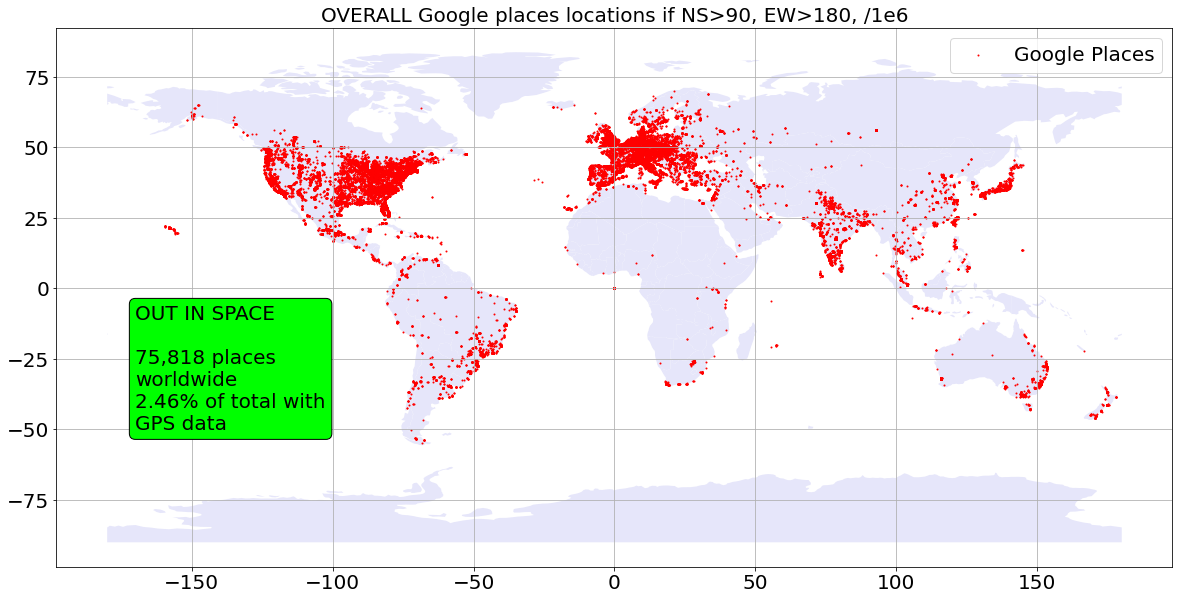 OVERALL Google places locations if NS>90, EW>180, /1e6
Google Places
75
50
25
0
−25
−50
−75
OUT IN SPACE
75,818 places
worldwide
2.46% of total with
GPS data
−150
−100
−50
0
50
100
150